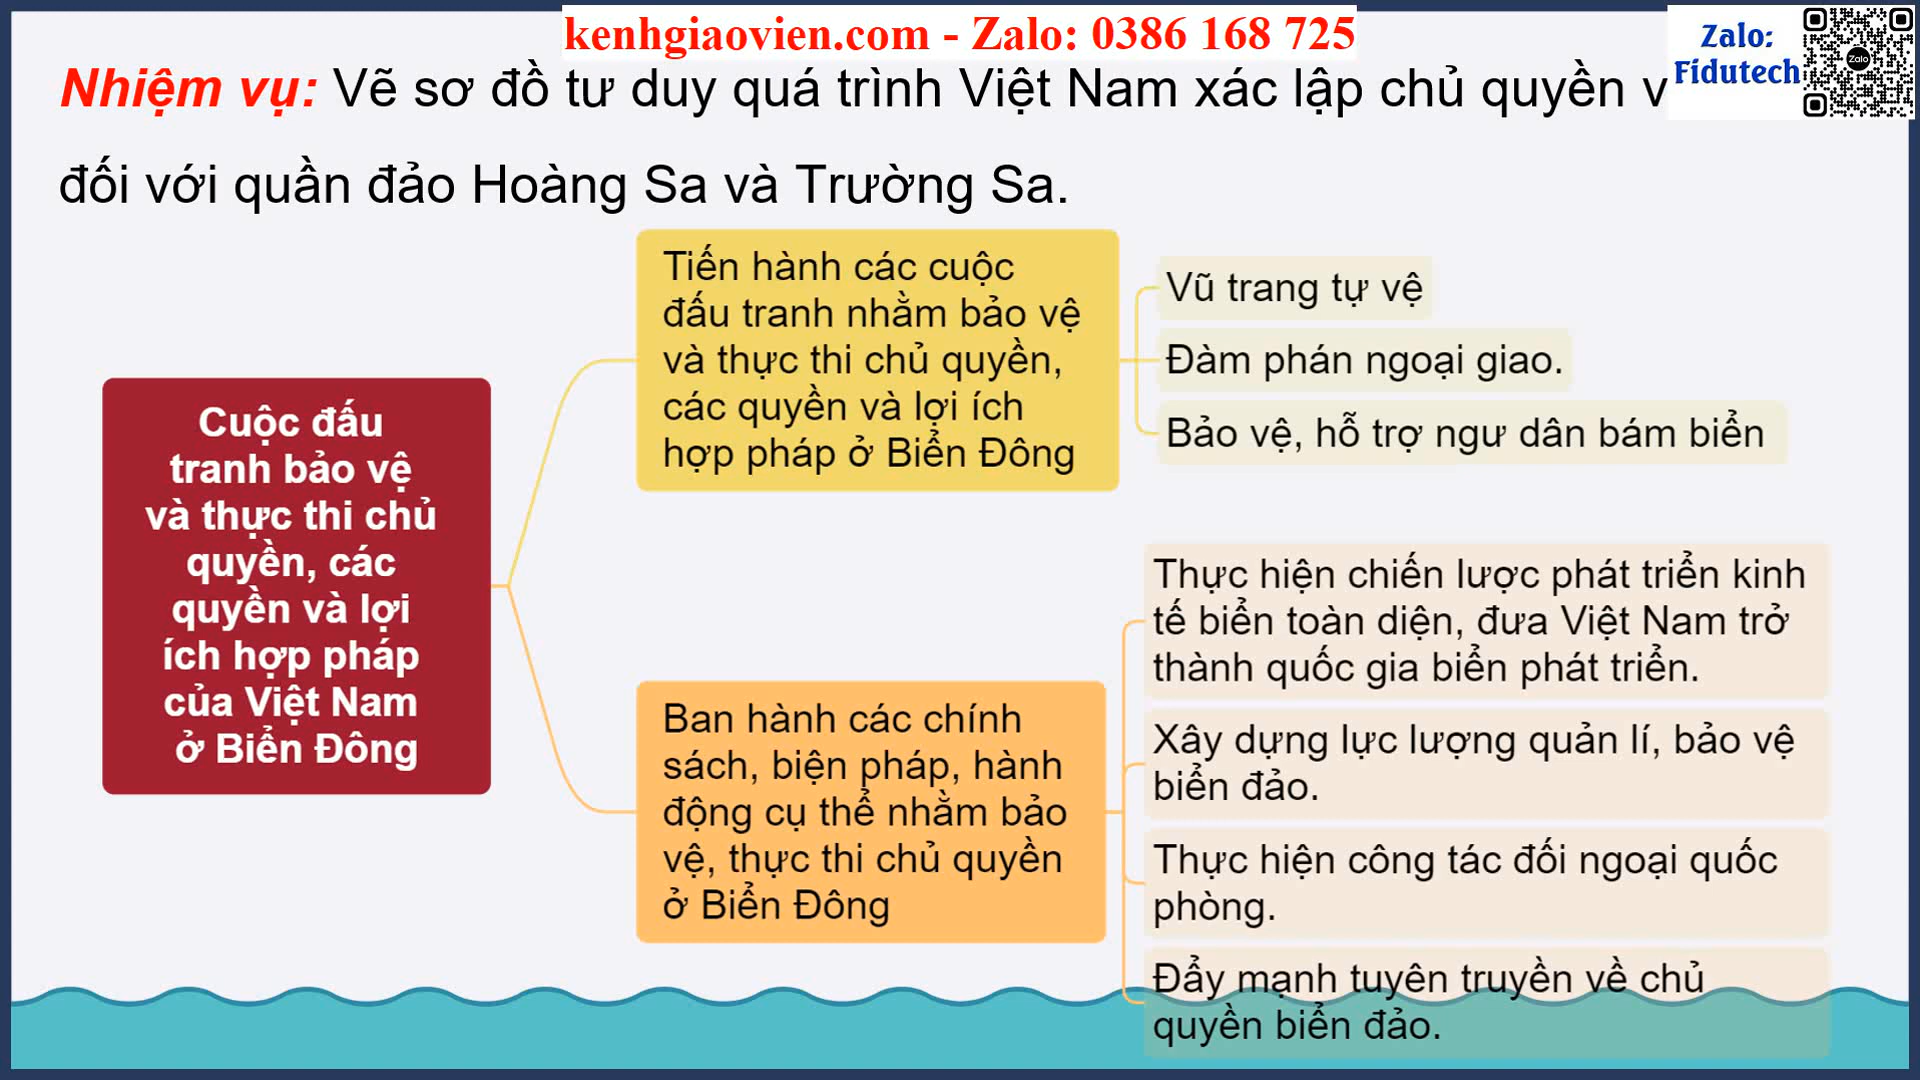 kenhgiaovien.com - Zalo: 0386 168 725
Zalo:
Fidutech
Zalo
Nhiệm vụ: Vẽ sơ đồ tư duy quá trình Việt Nam xác lập chủ quyền v
đối với quần đảo Hoàng Sa và Trường Sa.
Cuộc đấu
tranh bảo vệ
và thực thi chủ
quyền, các
quyền và lợi
ích hợp pháp
của Việt Nam
ở Biển Đông
Tiến hành các cuộc
đấu tranh nhằm bảo vệ
và thực thi chủ quyền,
các quyền và lợi ích
hợp pháp ở Biển Đông
Vũ trang tự vệ
Đàm phán ngoại giao.
Bảo vệ, hỗ trợ ngư dân bám biển
Ban hành các chính
sách, biện pháp, hành
động cụ thể nhằm bảo
vệ, thực thi chủ quyền
ở Biển Đông
Thực hiện chiến lược phát triển kinh
tế biển toàn diện, đưa Việt Nam trở
thành quốc gia biển phát triển.
Xây dựng lực lượng quản lí, bảo vệ
biển đảo.
Thực hiện công tác đối ngoại quốc
phòng.
Đẩy mạnh tuyên truyền về chủ
quyền biển đảo.